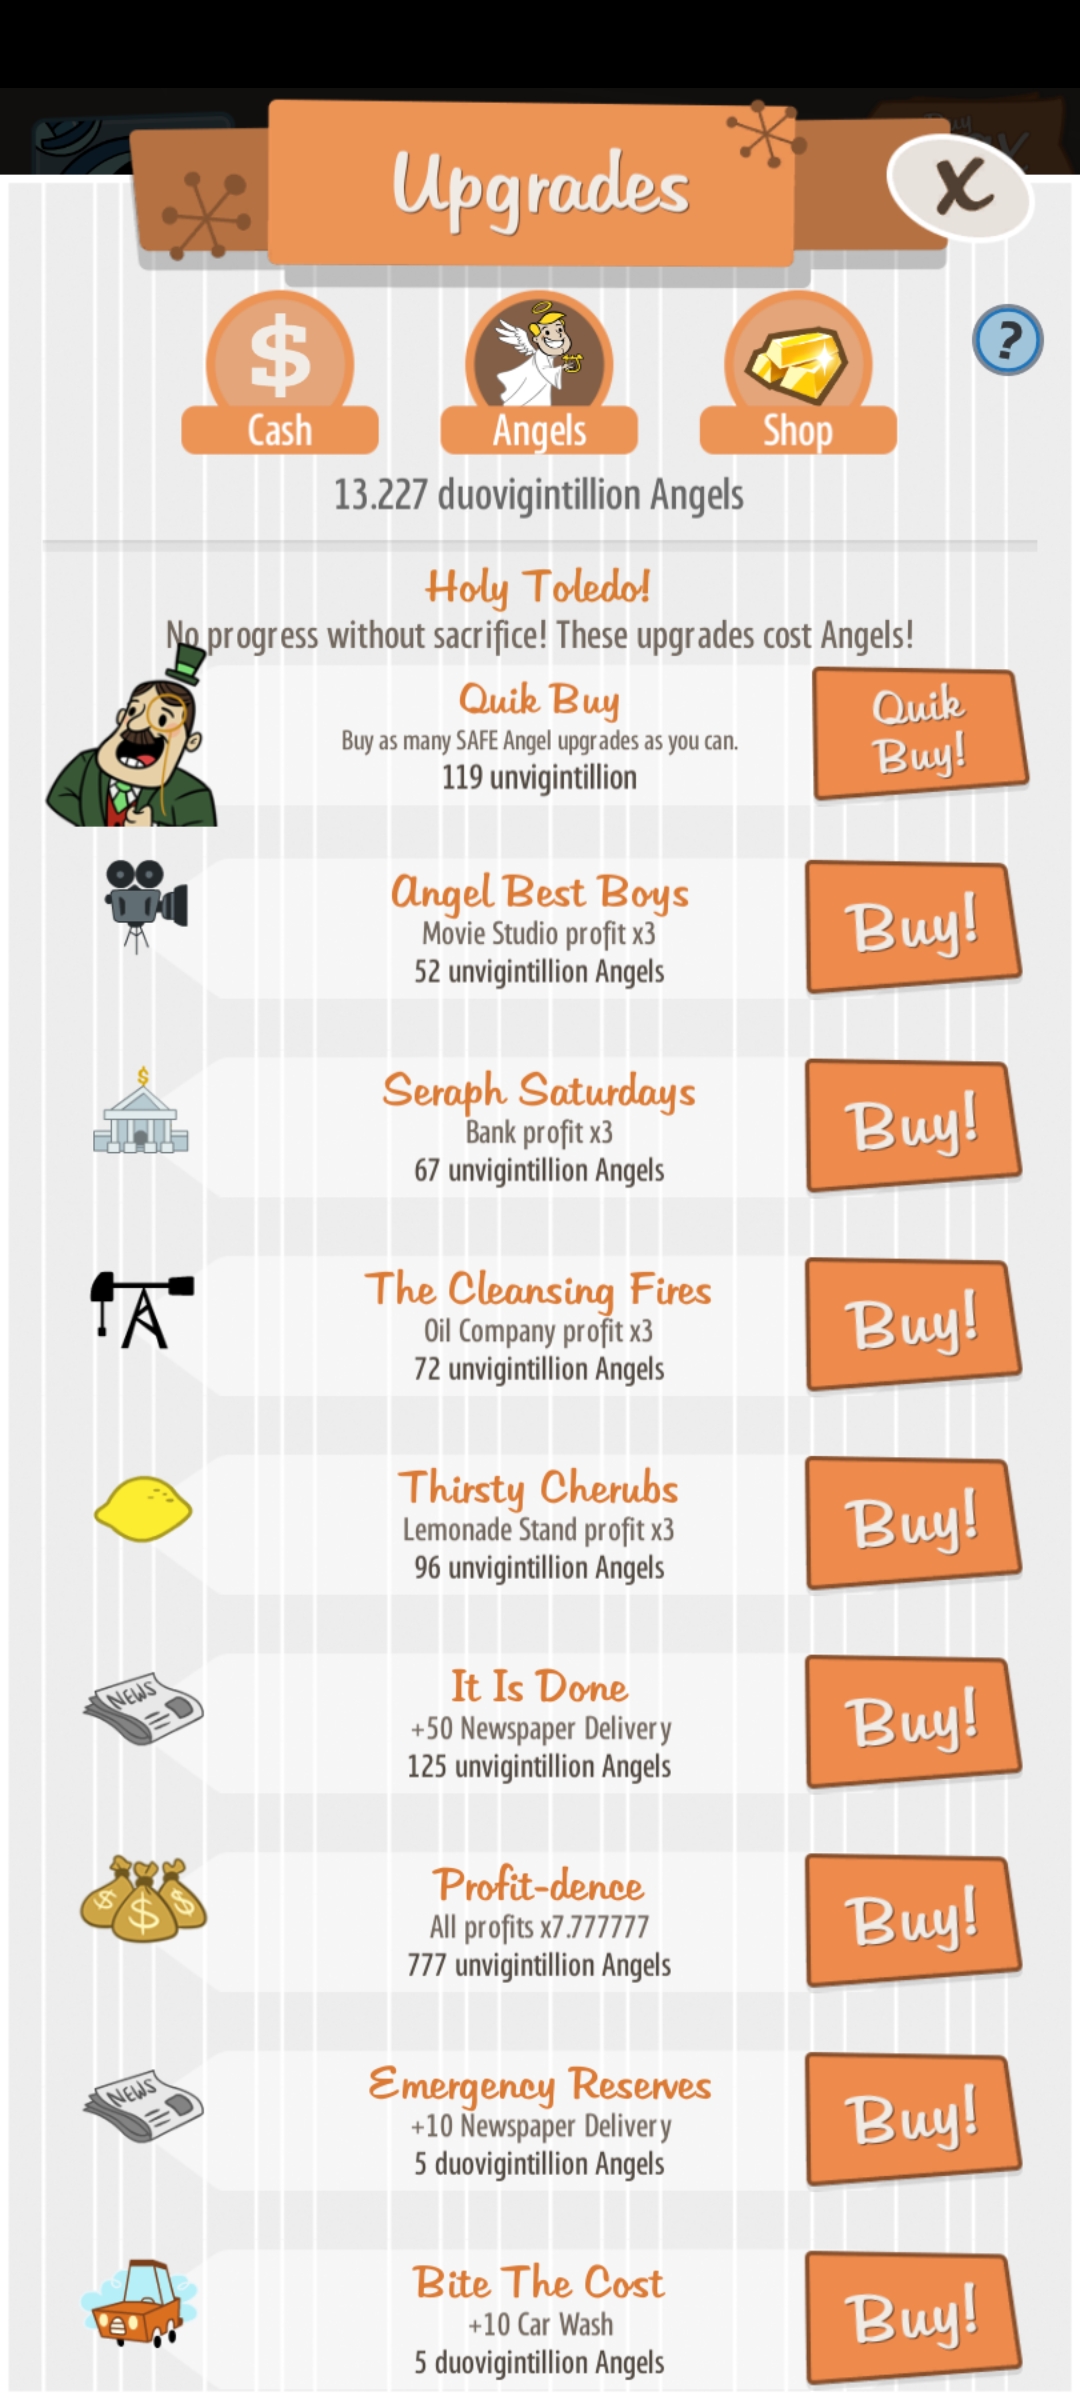 Upgrades
X
Cash
Angels
Shop
?
13.227 duovigintillion Angels
Holy Toledo!
No progress without sacrifice! These upgrades cost Angels!
Quik Buy
Buy as many SAFE Angel upgrades as you can.
119 unvigintillion
Quik
Buy!
Angel Best Boys
Movie Studio profit x3
52 unvigintillion Angels
Buy!
Seraph Saturdays
Bank profit x3
67 unvigintillion Angels
Buy!
The Cleansing Fires
Oil Company profit x3
72 unvigintillion Angels
Buy!
Thirsty Cherubs
Lemonade Stand profit x3
96 unvigintillion Angels
Buy!
NEWS
It Is Done
+50 Newspaper Delivery
125 unvigintillion Angels
Buy!
Profit-dence
All profits x7.777777
777 unvigintillion Angels
Buy!
NEWS
Emergency Reserves
+10 Newspaper Delivery
5 duovigintillion Angels
Buy!
Bite The Cost
+10 Car Wash
5 duovigintillion Angels
Buy!